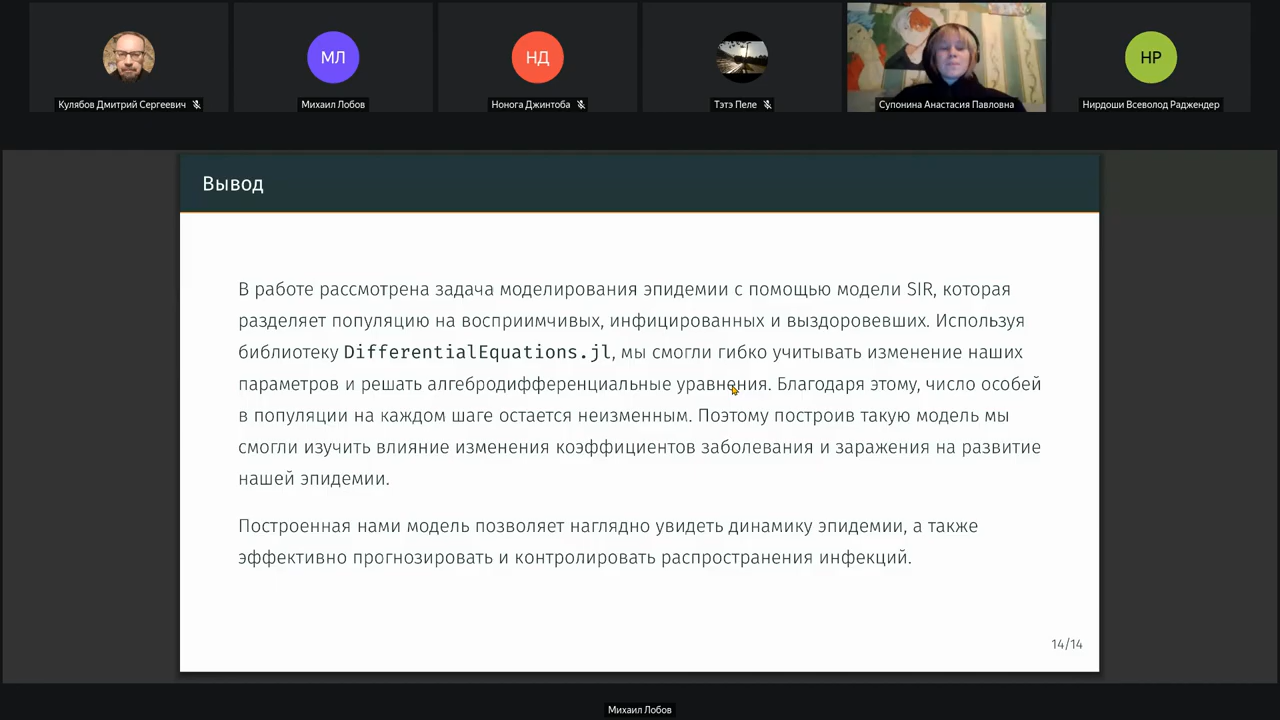 МЛ
НД
НР
Кулябов Дмитрий Сергеевич
Михаил Лобов
Нонога Джинтоба
Тэтэ Пеле
Супонина Анастасия Павловна
Нирдоши Всеволод Раджендер
Вывод
В работе рассмотрена задача моделирования эпидемии с помощью модели SIR, которая
разделяет популяцию на восприимчивых, инфицированных и выздоровевших. Используя
библиотеку DifferentialEquations.jl, мы смогли гибко учитывать изменение наших
параметров и решать алгебродифференциальные уравнения. Благодаря этому, число особей
в популяции на каждом шаге остается неизменным. Поэтому построив такую модель мы
смогли изучить влияние изменения коэффициентов заболевания и заражения на развитие
нашей эпидемии.
Построенная нами модель позволяет наглядно увидеть динамику эпидемии, а также
эффективно прогнозировать и контролировать распространения инфекций.
14/14
Михаил Лобов